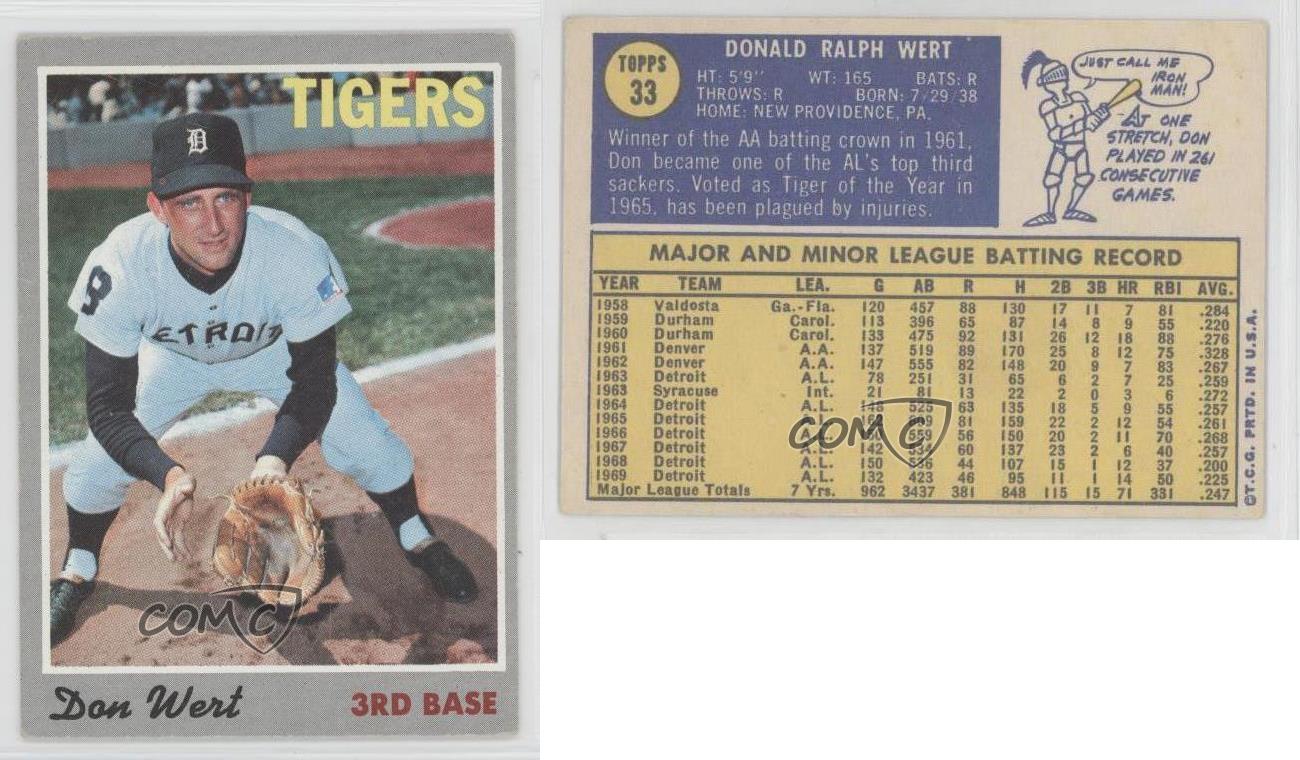 TIGERS
D
8
DETROIT
COMC
Don Wert
3RD BASE
TOPPS
33
DONALD RALPH WERT
HT: 5'9" WT: 165 BATS: R
THROWS: R BORN: 7/29/38
HOME: NEW PROVIDENCE, PA.
Winner of the AA batting crown in 1961,
Don became one of the AL's top third
sackers. Voted as Tiger of the Year in
1965, has been plagued by injuries.
JUST CALL ME
IRON
MAN!
AT ONE
STRETCH, DON
PLAYED IN 261
CONSECUTIVE
GAMES.
MAJOR AND MINOR LEAGUE BATTING RECORD
YEAR TEAM LEA. G AB R H 2B 3B HR RBI AVG.
1958 Valdosta Ga.-Fla. 120 457 88 130 17 11 7 81 .284
1959 Durham Carol. 113 396 65 87 14 8 9 55 .220
1960 Durham Carol. 133 475 92 131 26 12 18 88 .276
1961 Denver A.A. 137 519 89 170 25 8 12 75 .328
1962 Denver A.A. 147 555 82 148 20 9 7 83 .267
1963 Detroit A.L. 78 251 31 65 6 2 7 25 .259
1963 Syracuse Int. 21 81 13 22 2 0 3 6 .272
1964 Detroit A.L. 148 525 63 135 18 5 9 55 .257
1965 Detroit A.L. 609 81 159 22 2 12 54 .261
1966 Detroit A.L. 559 56 150 20 2 11 70 .268
1967 Detroit A.L. 142 534 60 137 23 2 6 40 .257
1968 Detroit A.L. 150 536 44 107 15 1 12 37 .200
1969 Detroit A.L. 132 423 46 95 11 1 14 50 .225
Major League Totals 7 Yrs. 962 3437 381 848 115 15 71 331 .247
COMC
©T.C.G. PRTD. IN U.S.A.